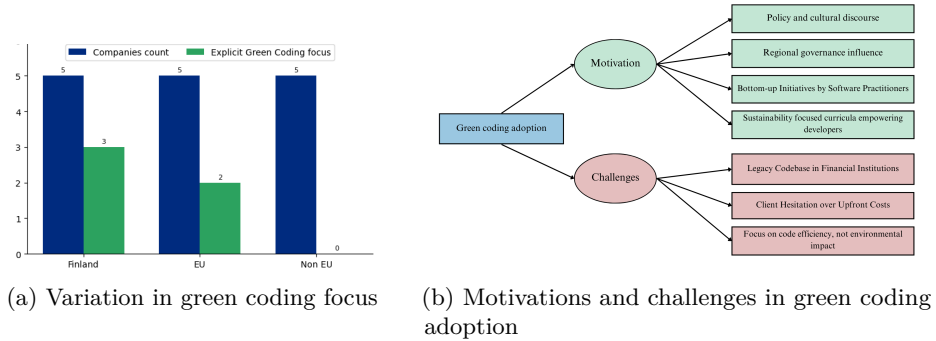 Companies count Explicit Green Coding focus
5 5 5
5
4
3
3
2
2
1
0
0
Finland EU Non EU
(a) Variation in green coding focus
Green coding adoption
Motivation
Challenges
Policy and cultural discourse
Regional governance influence
Bottom-up Initiatives by Software Practitioners
Sustainability focused curricula empowering
developers
Legacy Codebase in Financial Institutions
Client Hesitation over Upfront Costs
Focus on code efficiency, not environmental
impact
(b) Motivations and challenges in green coding
adoption